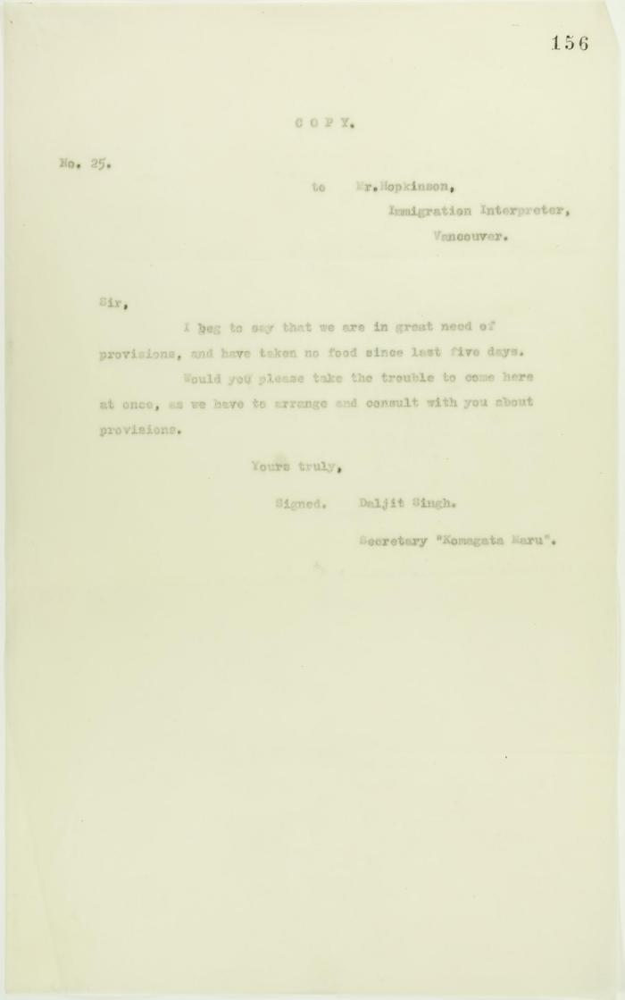 156
COPY.
No. 25.
to Mr.Hopkinson,
Immigration Interpreter,
Vancouver.
Sir,
I beg to say that we are in great need of
provisions, and have taken no food since last five days.
Would you please take the trouble to come here
at once, as we have to arrange and consult with you about
provisions.
Yours truly,
Signed. Daljit Singh.
Secretary "Komagata Maru".